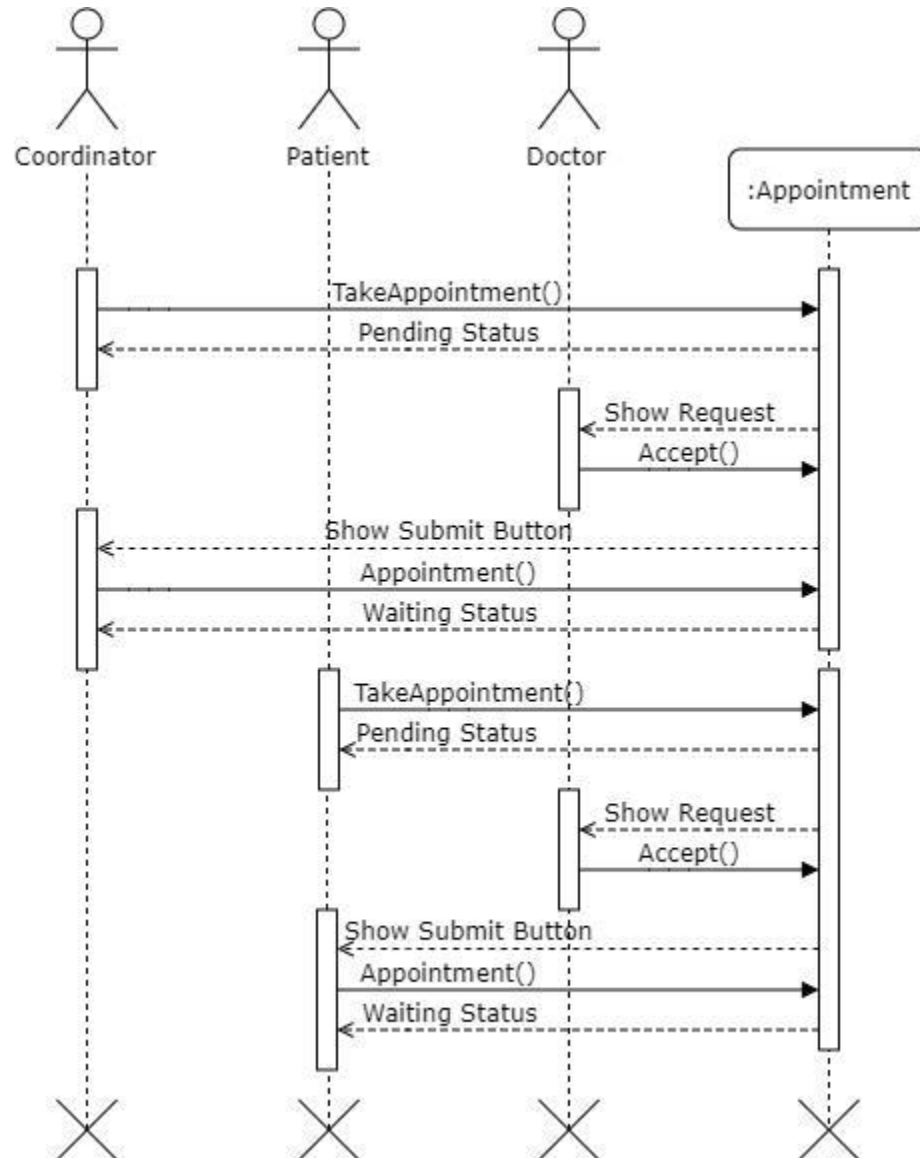 Coordinator
Patient
Doctor
:Appointment
TakeAppointment()
Pending Status
Show Request
Accept()
Show Submit Button
Appointment()
Waiting Status
TakeAppointment()
Pending Status
Show Request
Accept()
Show Submit Button
Appointment()
Waiting Status